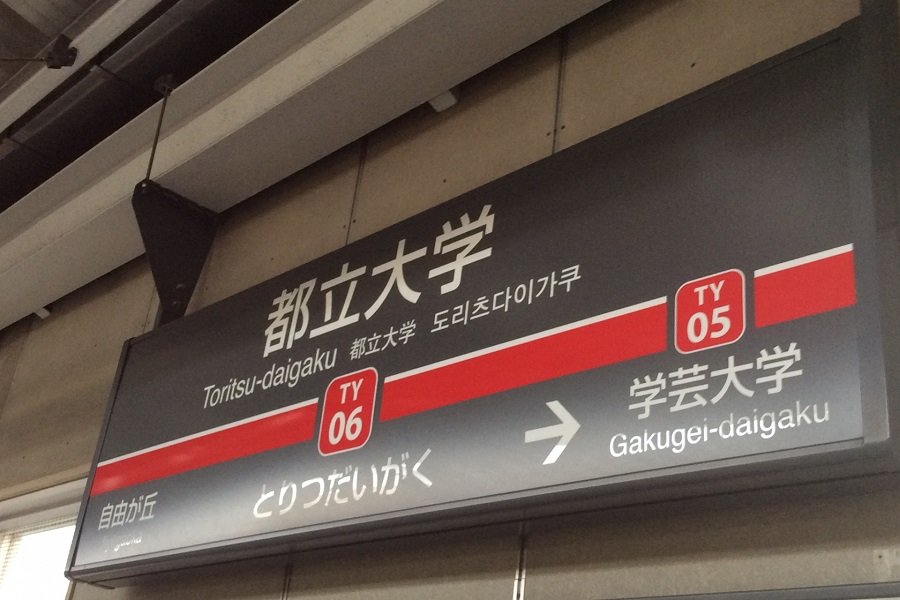 都立大学
Toritsu-daigaku 都立大学 도리츠다이가쿠
TY 06
TY 05
自由が丘
とりつだいがく
→ 学芸大学
Gakugei-daigaku